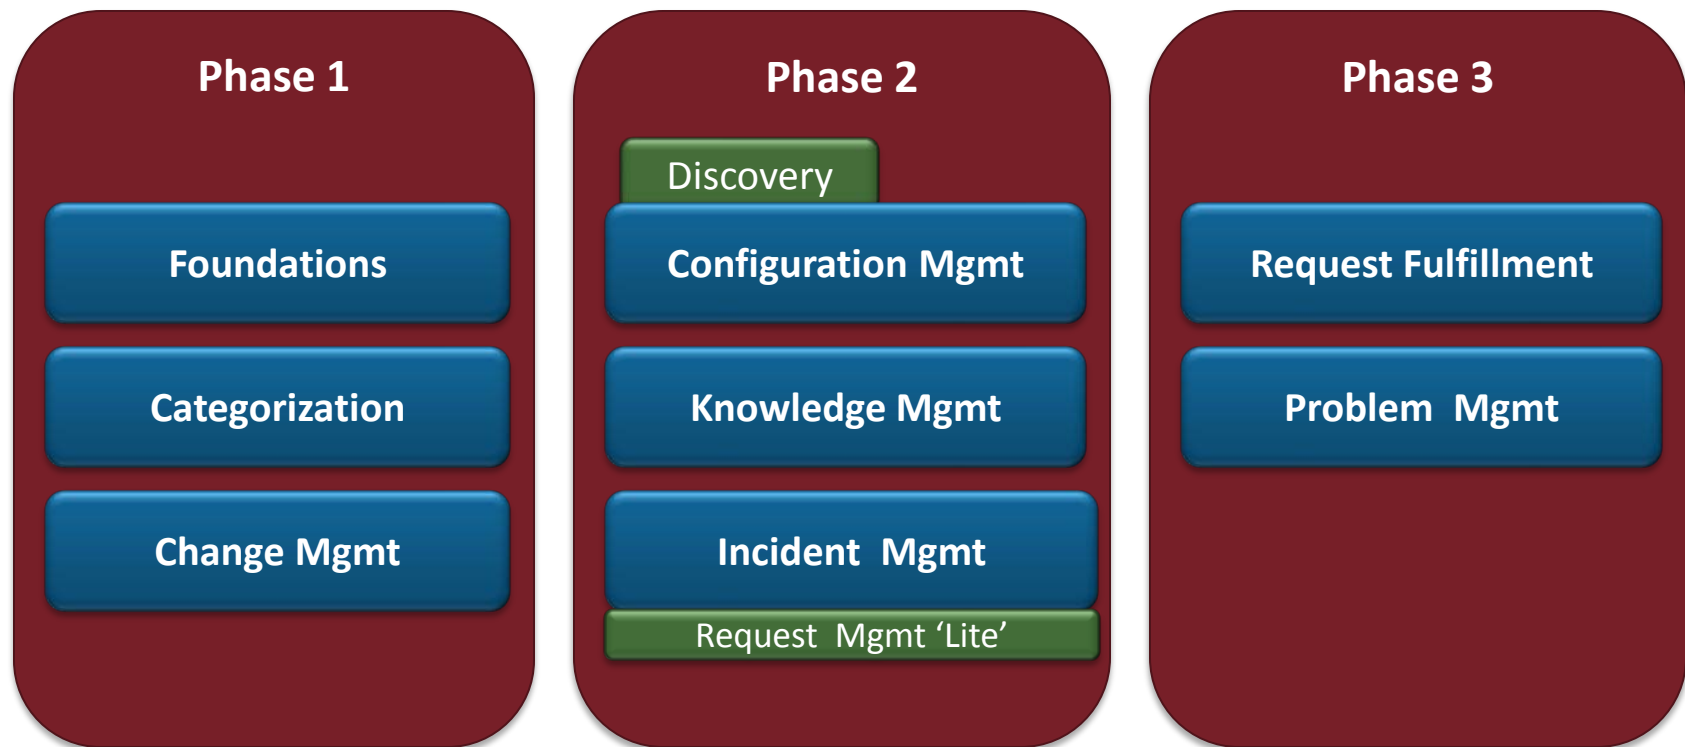 Phase 1
Foundations
Categorization
Change Mgmt
Phase 2
Discovery
Configuration Mgmt
Knowledge Mgmt
Incident  Mgmt
Request  Mgmt ‘Lite’
Phase 3
Request Fulfillment
Problem  Mgmt